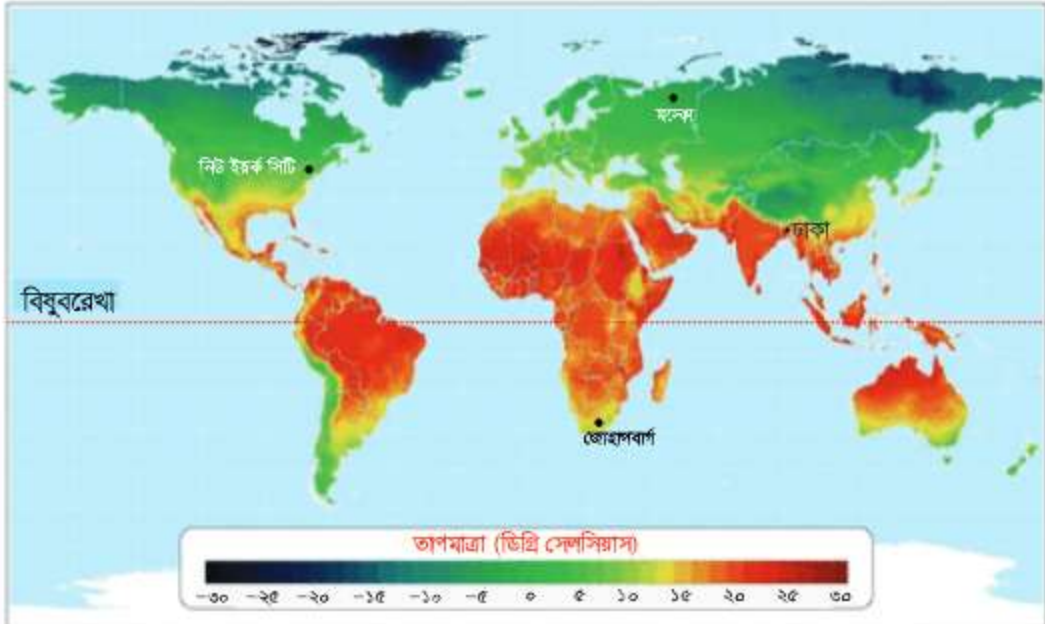 মস্কো
নিউ ইয়র্ক সিটি
ঢাকা
বিষুবরেখা
জোহান্সবার্গ
তাপমাত্রা (ডিগ্রি সেলসিয়াস)
−৩০ −২৫ −২০ −১৫ −১০ −৫ ০ ৫ ১০ ১৫ ২০ ২৫ ৩০